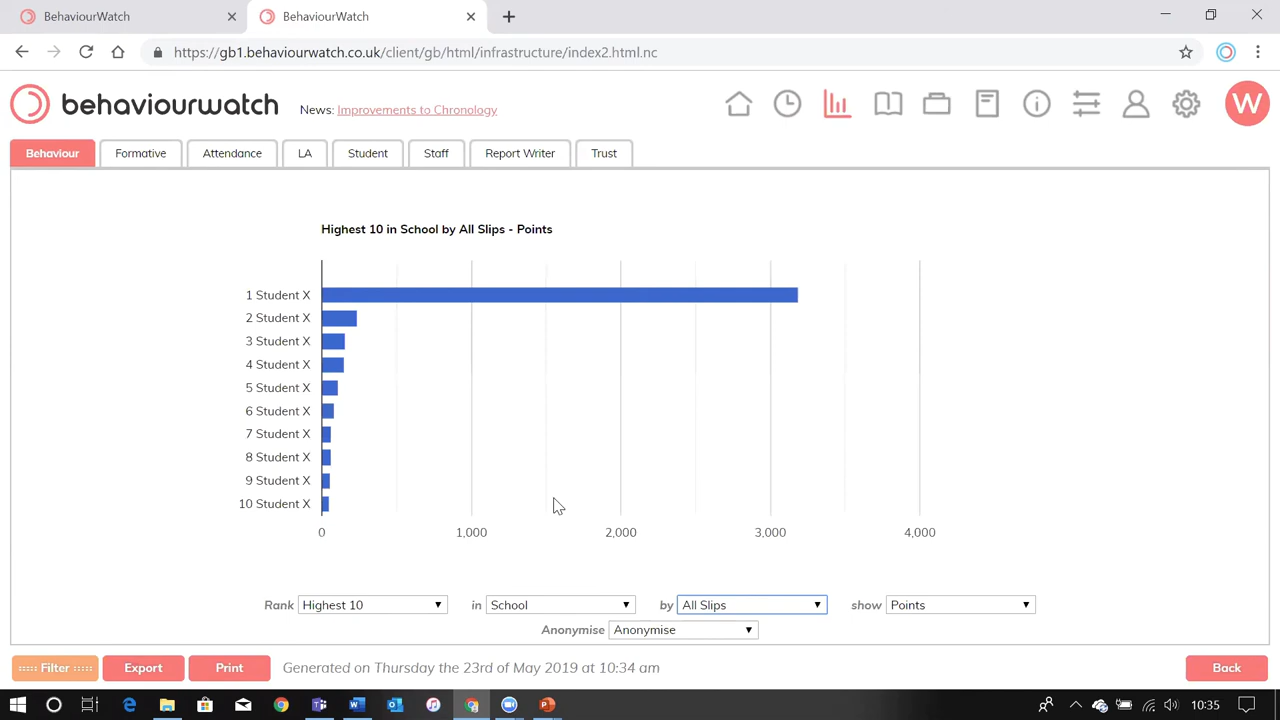 BehaviourWatch
BehaviourWatch
https://gb1.behaviourwatch.co.uk/client/gb/html/infrastructure/index2.html.nc
behaviourwatch
News: Improvements to Chronology
W
Behaviour
Formative
Attendance
LA
Student
Staff
Report Writer
Trust
Highest 10 in School by All Slips - Points
1 Student X
2 Student X
3 Student X
4 Student X
5 Student X
6 Student X
7 Student X
8 Student X
9 Student X
10 Student X
0 1,000 2,000 3,000 4,000
Rank Highest 10 in School by All Slips show Points
Anonymise Anonymise
Filter Export Print Generated on Thursday the 23rd of May 2019 at 10:34 am Back
10:35